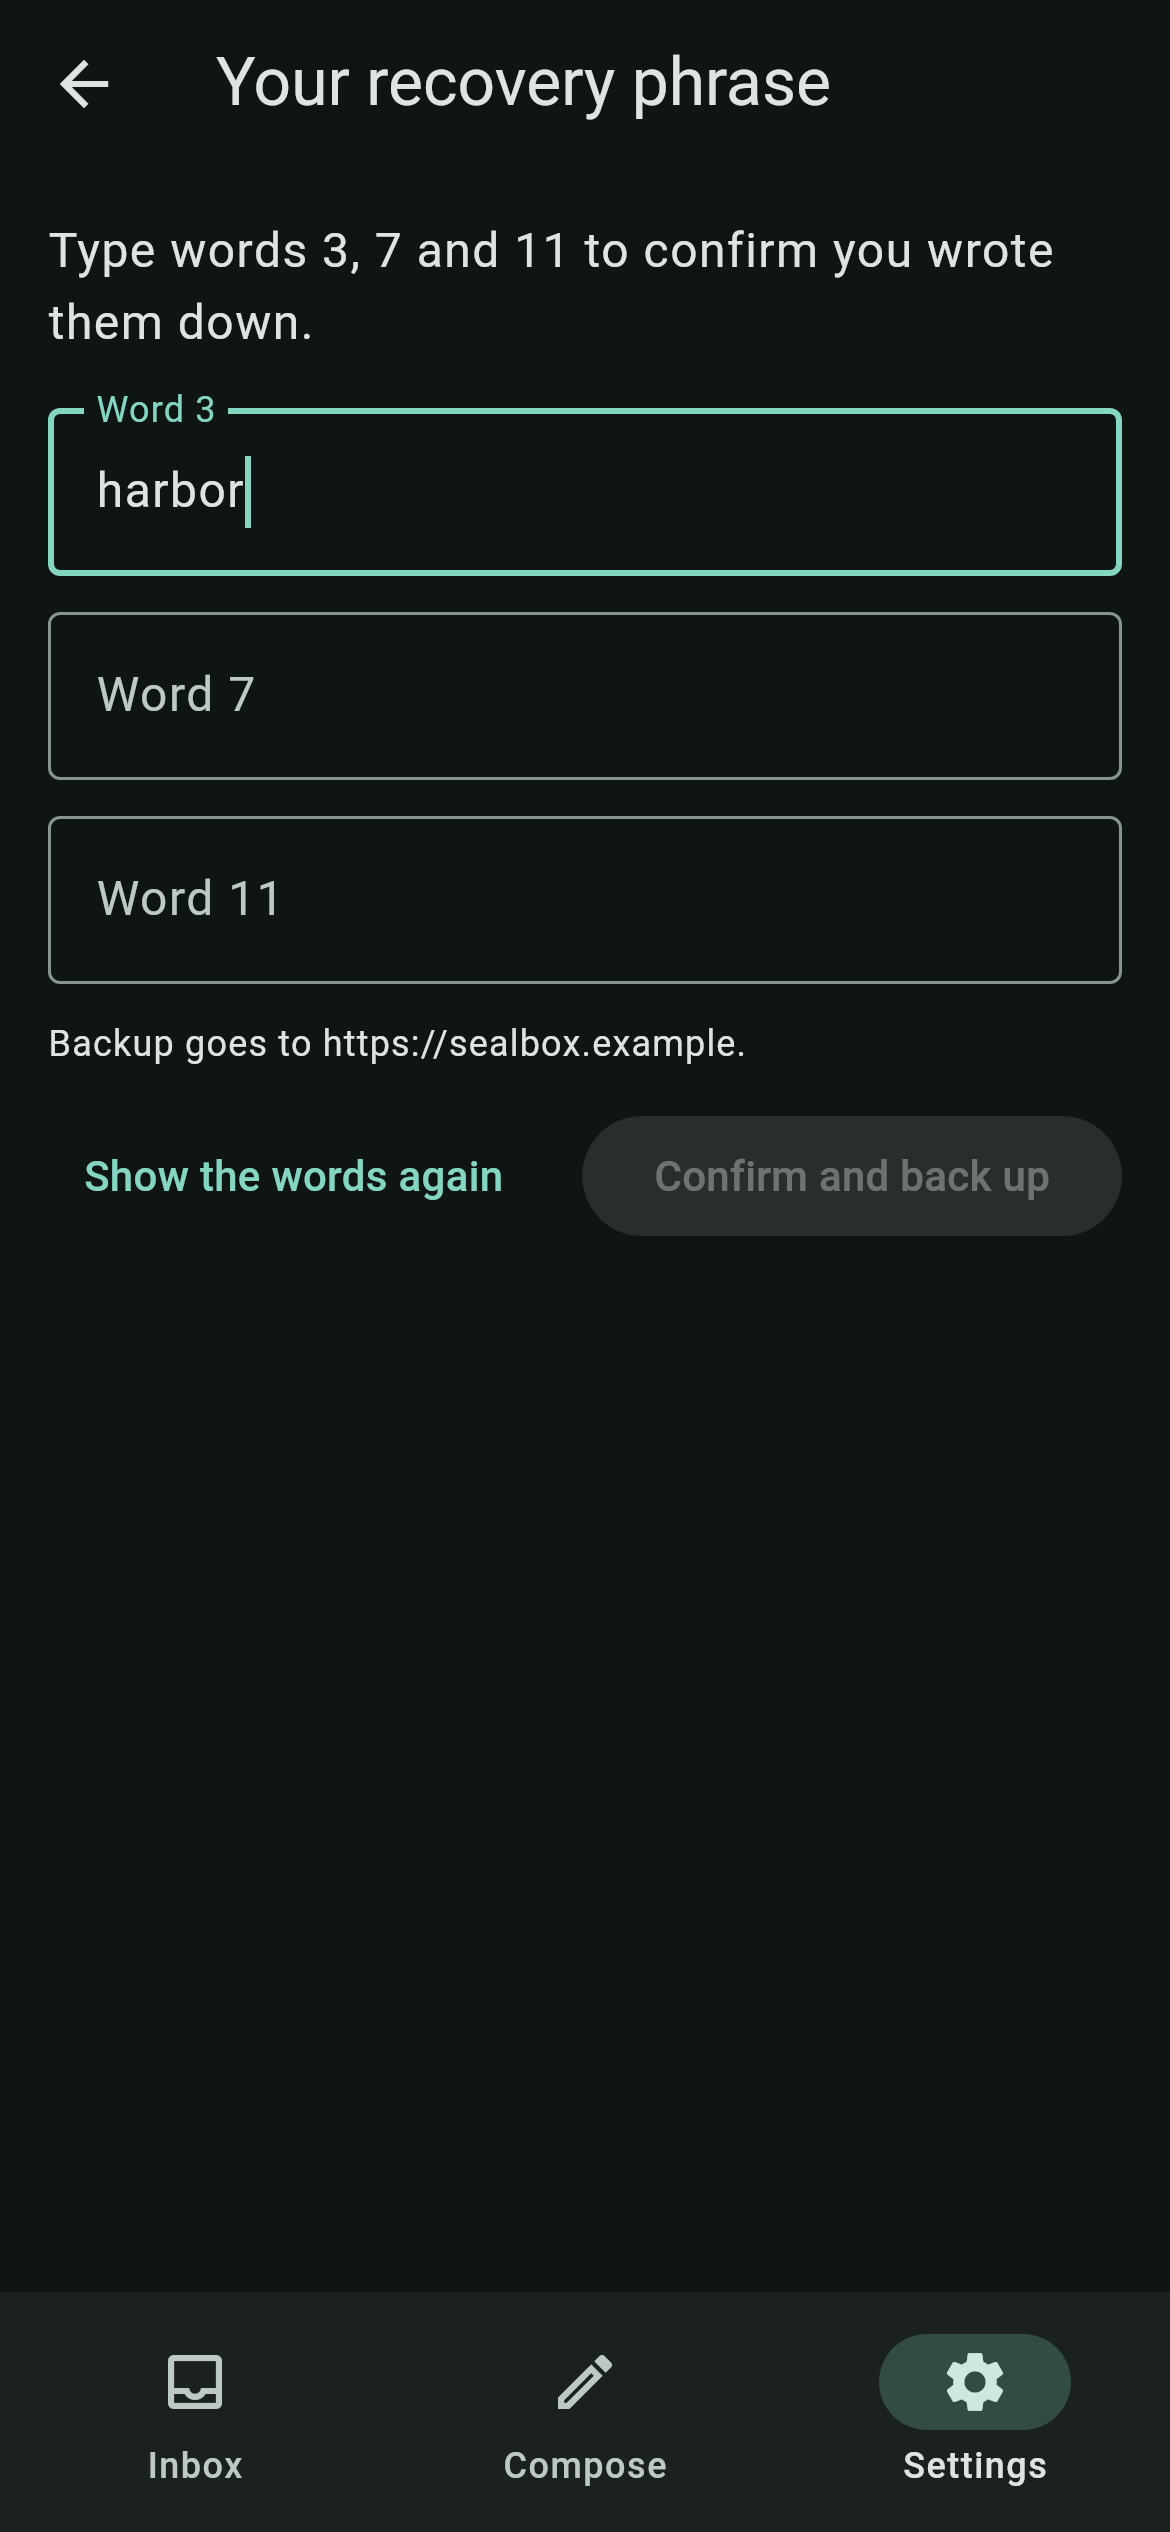 Your recovery phrase
Type words 3, 7 and 11 to confirm you wrote
them down.
Word 3
harbor
Word 7
Word 11
Backup goes to https://sealbox.example.
Show the words again
Confirm and back up
Inbox
Compose
Settings